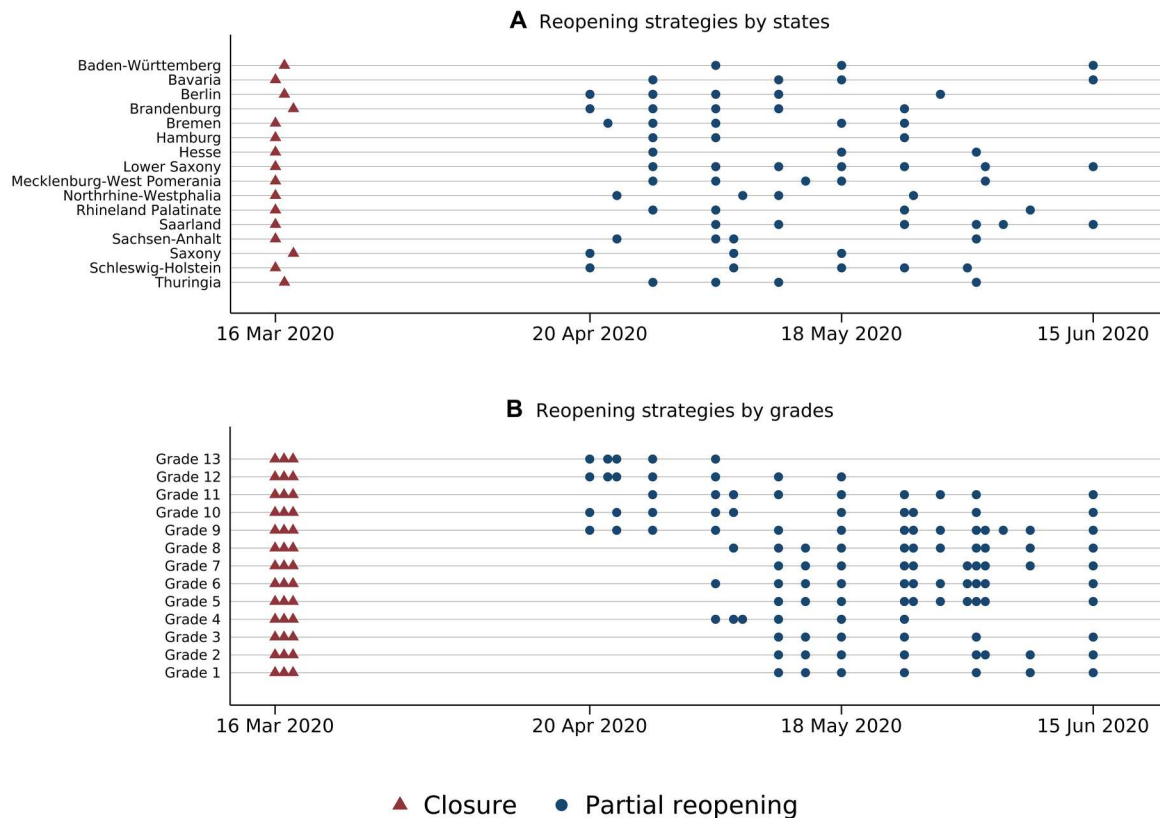 A Reopening strategies by states
Baden-Württemberg
Bavaria
Berlin
Brandenburg
Bremen
Hamburg
Hesse
Lower Saxony
Mecklenburg-West Pomerania
Northrhine-Westphalia
Rhineland Palatinate
Saarland
Sachsen-Anhalt
Saxony
Schleswig-Holstein
Thuringia
16 Mar 2020 20 Apr 2020 18 May 2020 15 Jun 2020
B Reopening strategies by grades
Grade 13
Grade 12
Grade 11
Grade 10
Grade 9
Grade 8
Grade 7
Grade 6
Grade 5
Grade 4
Grade 3
Grade 2
Grade 1
16 Mar 2020 20 Apr 2020 18 May 2020 15 Jun 2020
Closure Partial reopening